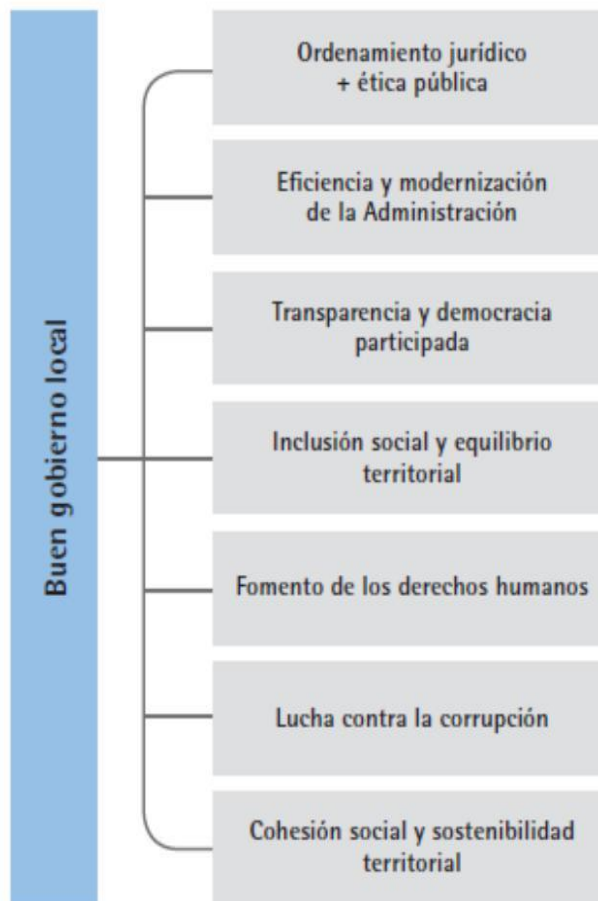 Buen gobierno local
Ordenamiento jurídico
+ ética pública
Eficiencia y modernización
de la Administración
Transparencia y democracia
participada
Inclusión social y equilibrio
territorial
Fomento de los derechos humanos
Lucha contra la corrupción
Cohesión social y sostenibilidad
territorial